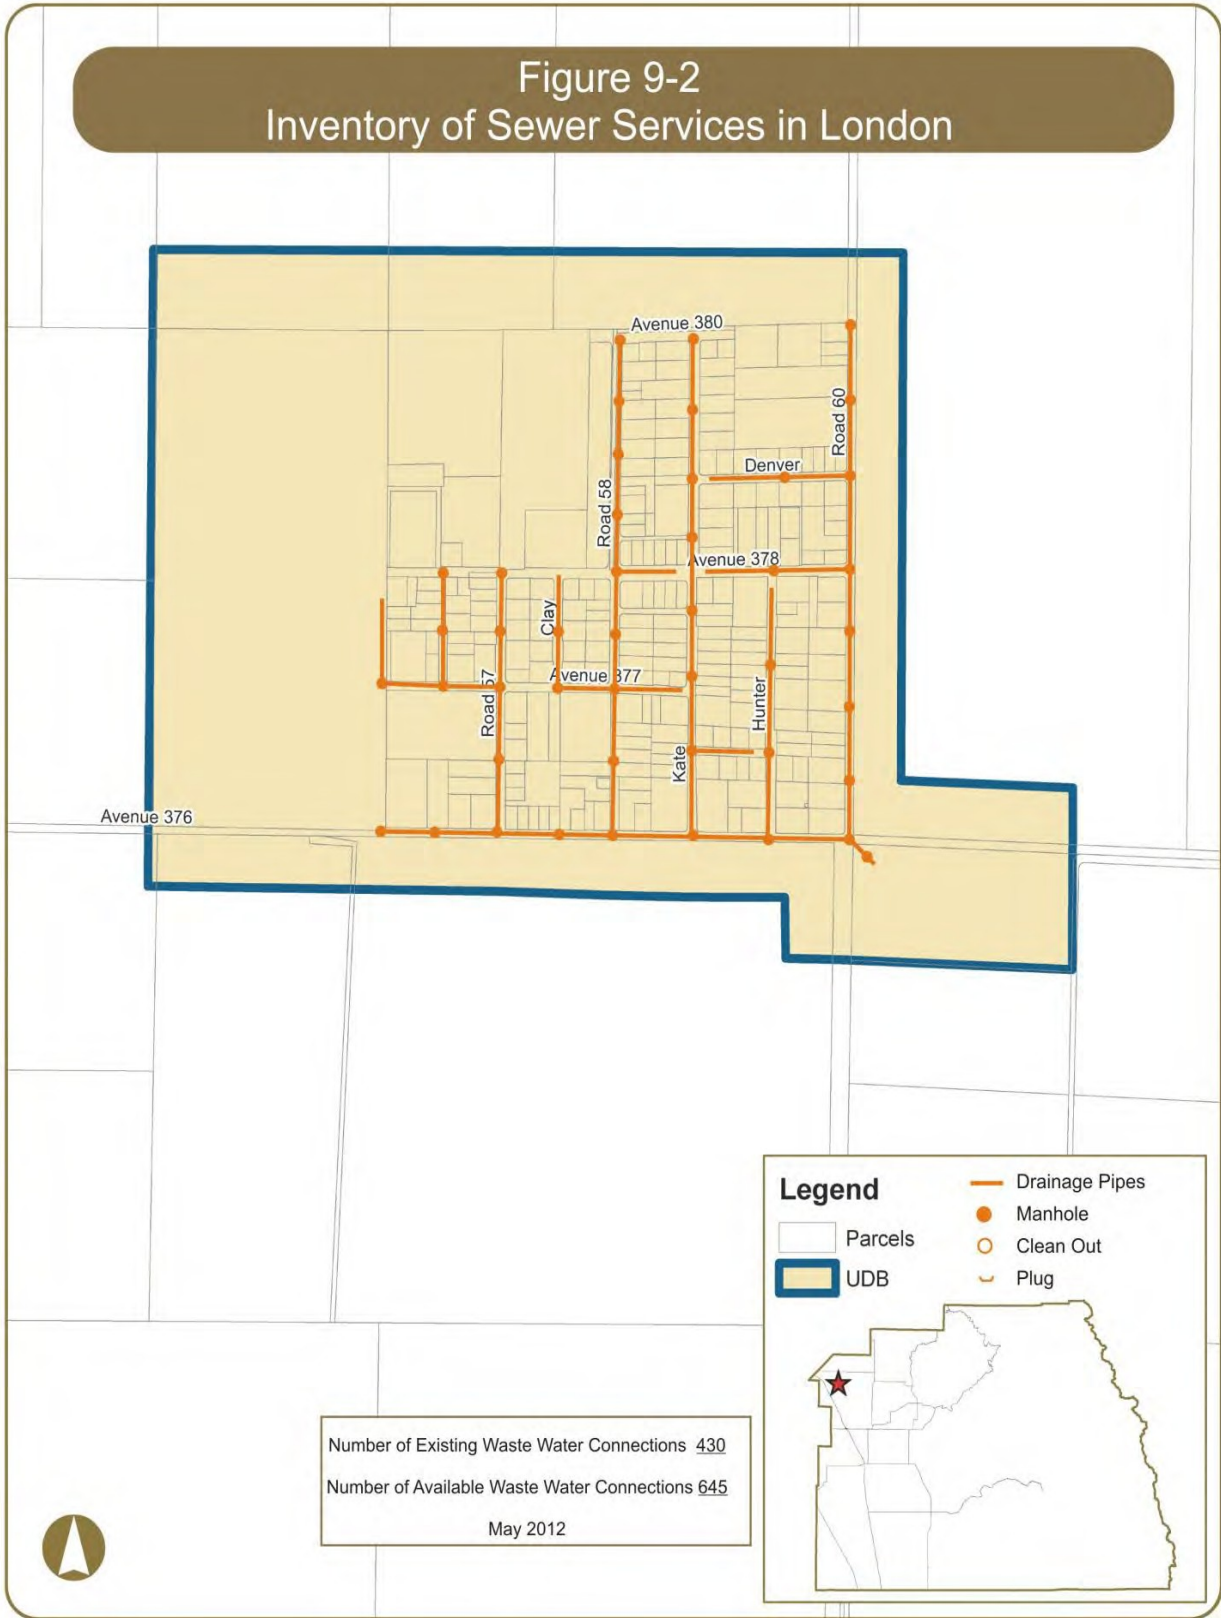 Figure 9-2
Inventory of Sewer Services in London
Avenue 380
Road 60
Denver
Road 58
Avenue 378
Clay
Avenue 377
Road 57
Hunter
Kate
Avenue 376
Legend
Parcels
UDB
Drainage Pipes
Manhole
Clean Out
Plug
Number of Existing Waste Water Connections 430
Number of Available Waste Water Connections 645
May 2012